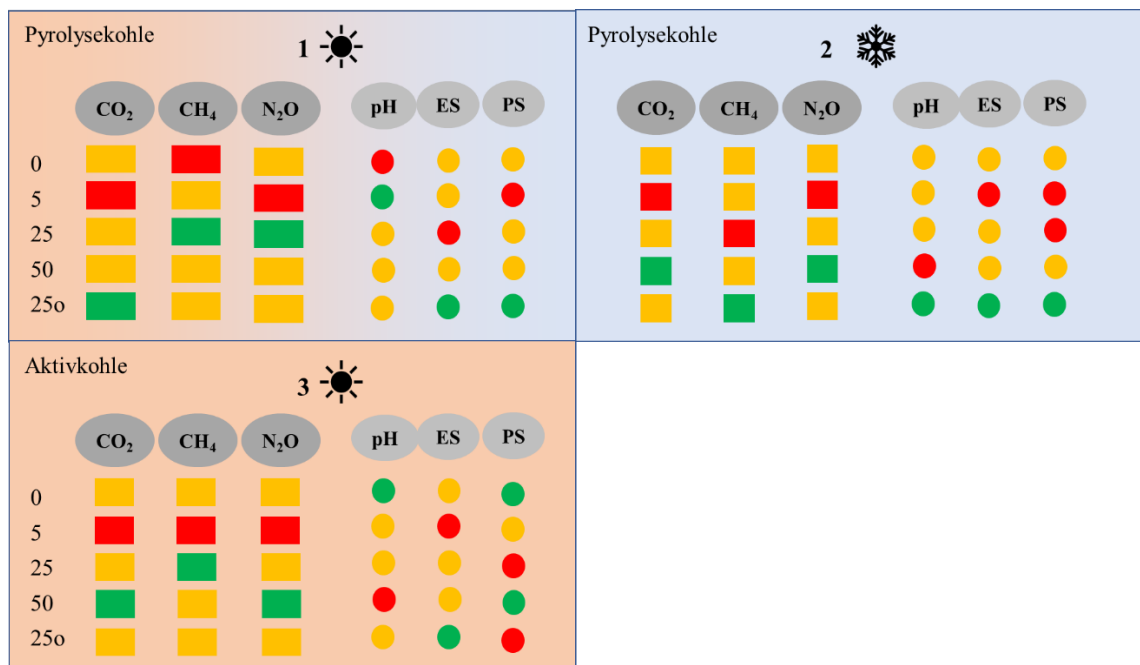 Pyrolysekohle
1
CO₂ CH₄ N₂O pH ES PS
0
5
25
50
25o
Pyrolysekohle
2
CO₂ CH₄ N₂O pH ES PS
Aktivkohle
3
CO₂ CH₄ N₂O pH ES PS
0
5
25
50
25o